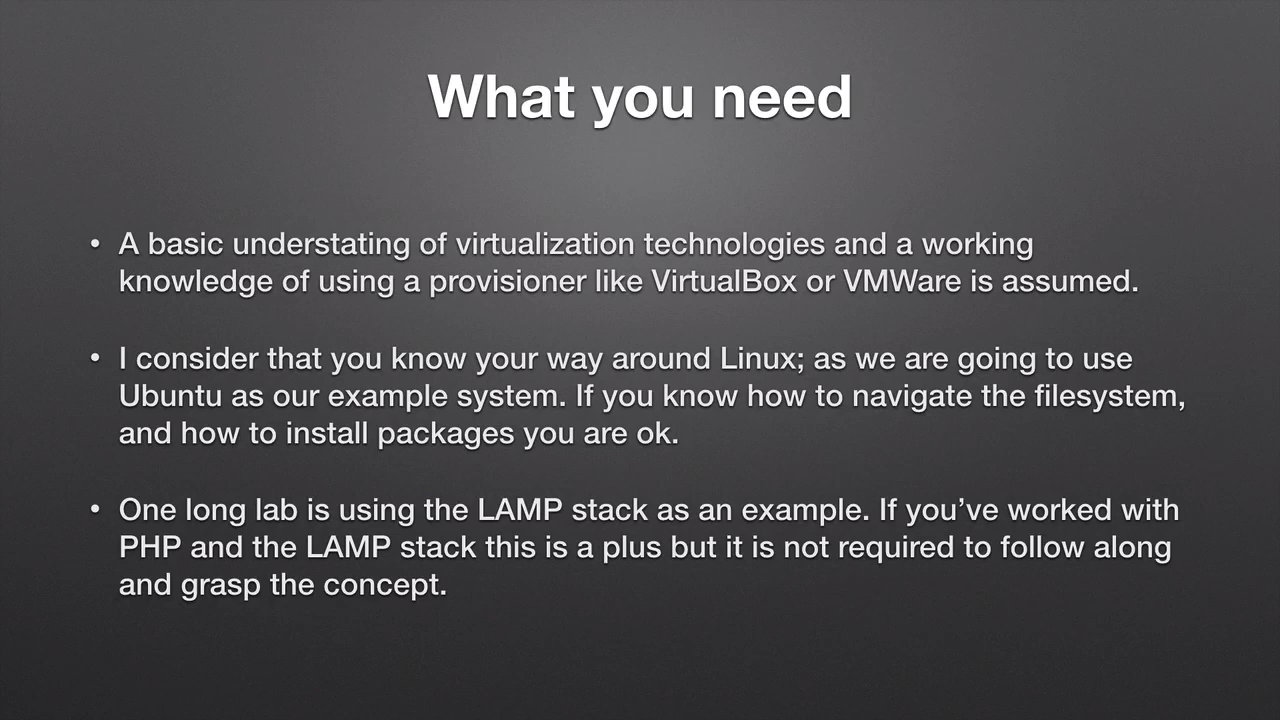 What you need
• A basic understating of virtualization technologies and a working
knowledge of using a provisioner like VirtualBox or VMWare is assumed.
• I consider that you know your way around Linux; as we are going to use
Ubuntu as our example system. If you know how to navigate the filesystem,
and how to install packages you are ok.
• One long lab is using the LAMP stack as an example. If you’ve worked with
PHP and the LAMP stack this is a plus but it is not required to follow along
and grasp the concept.